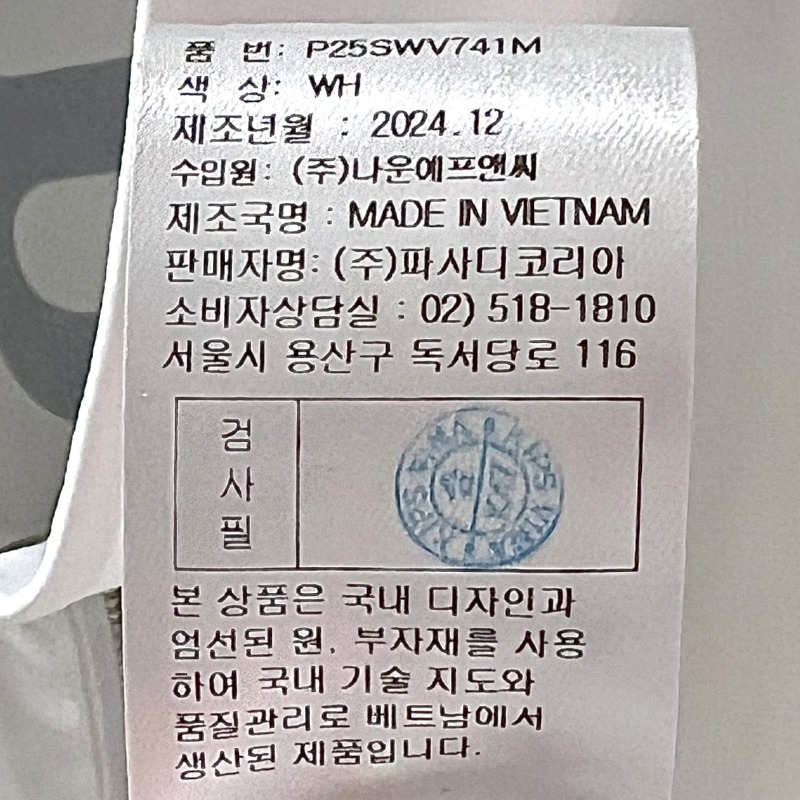 품 번: P25SWV741M
색 상: WH
제조년월 : 2024.12
수입원: (주)나운에프앤씨
제조국명 : MADE IN VIETNAM
판매자명: (주)파사디코리아
소비자상담실 : 02) 518-1810
서울시 용산구 독서당로 116
검
사
필
본 상품은 국내 디자인과
엄선된 원. 부자재를 사용
하여 국내 기술 지도와
품질관리로 베트남에서
생산된 제품입니다.